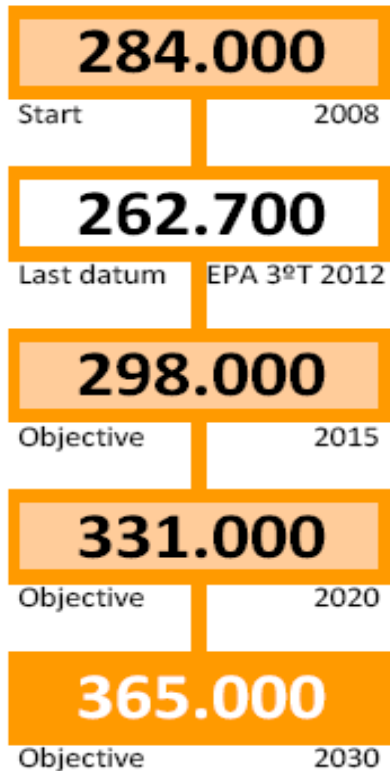 284.000
Start 2008
262.700
Last datum EPA 3ºT 2012
298.000
Objective 2015
331.000
Objective 2020
365.000
Objective 2030